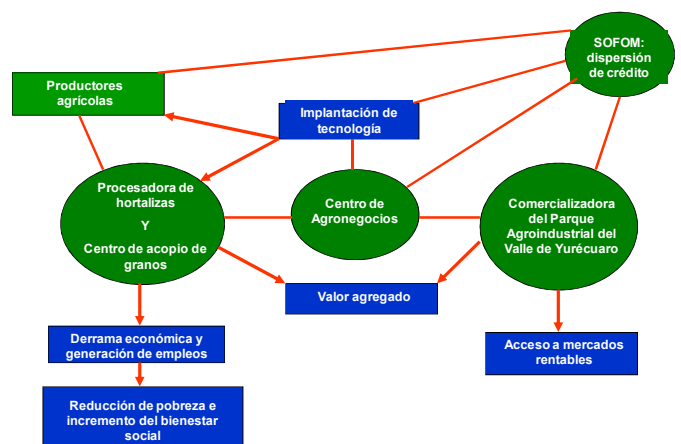 SOFOM:
dispersión
de crédito
Productores
agrícolas
Implantación de
tecnología
Procesadora de
hortalizas
Y
Centro de acopio de
granos
Centro de
Agronegocios
Comercializadora
del Parque
Agroindustrial del
Valle de Yurécuaro
Valor agregado
Derrama económica y
generación de empleos
Acceso a mercados
rentables
Reducción de pobreza e
incremento del bienestar
social